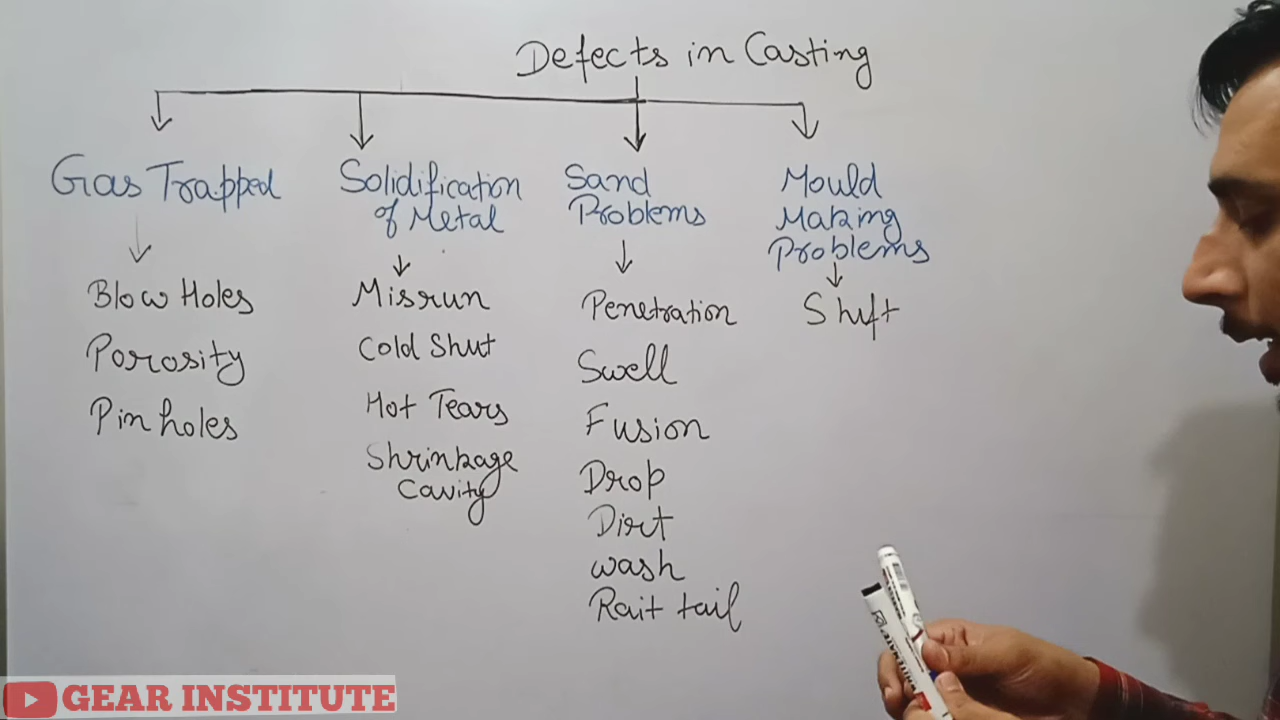 Defects in Casting
Gas Trapped
Blow Holes
Porosity
Pin holes
Solidification
of Metal
Misrun
Cold Shut
Hot Tears
Shrinkage
Cavity
Sand
Problems
Penetration
Swell
Fusion
Drop
Dirt
wash
Rait tail
Mould
Making
Problems
Shift
GEAR INSTITUTE